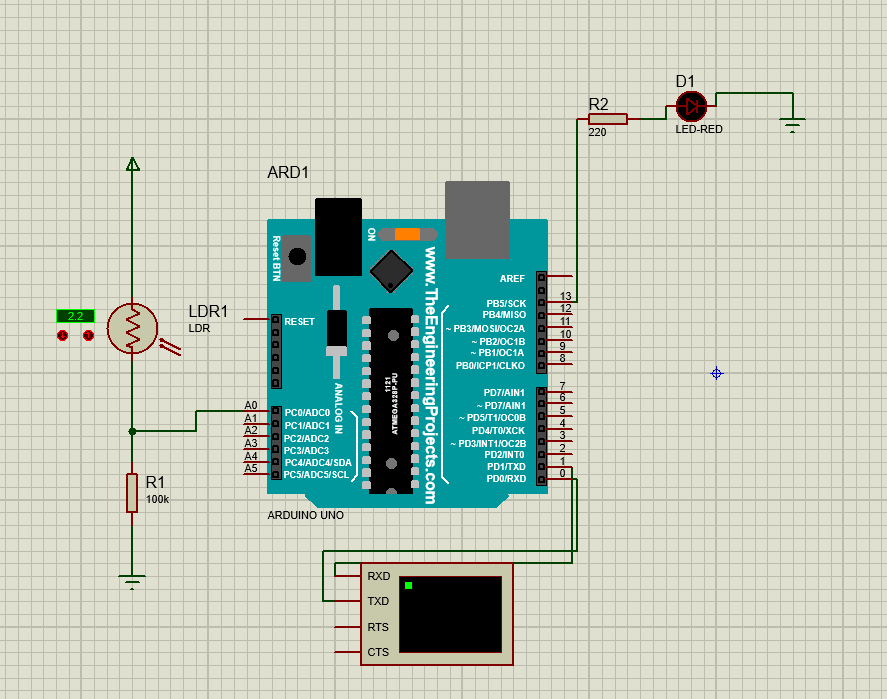 D1
R2
LED-RED
220
ARD1
ON
Reset BTN
www.TheEngineeringProjects.com
AREF
PB5/SCK 13
PB4/MISO 12
~ PB3/MOSI/OC2A 11
~ PB2/OC1B 10
~ PB1/OC1A 9
PB0/ICP1/CLKO 8
LDR1
LDR
2.2
RESET
1121
ATMEGA328P-PU
ANALOG IN
PD7/AIN1 7
~ PD7/AIN1 6
~ PD5/T1/OC0B 5
PD4/T0/XCK 4
~ PD3/INT1/OC2B 3
PD2/INT0 2
PD1/TXD 1
PD0/RXD 0
A0 PC0/ADC0
A1 PC1/ADC1
A2 PC2/ADC2
A3 PC3/ADC3
A4 PC4/ADC4/SDA
A5 PC5/ADC5/SCL
R1
100k
ARDUINO UNO
RXD
TXD
RTS
CTS